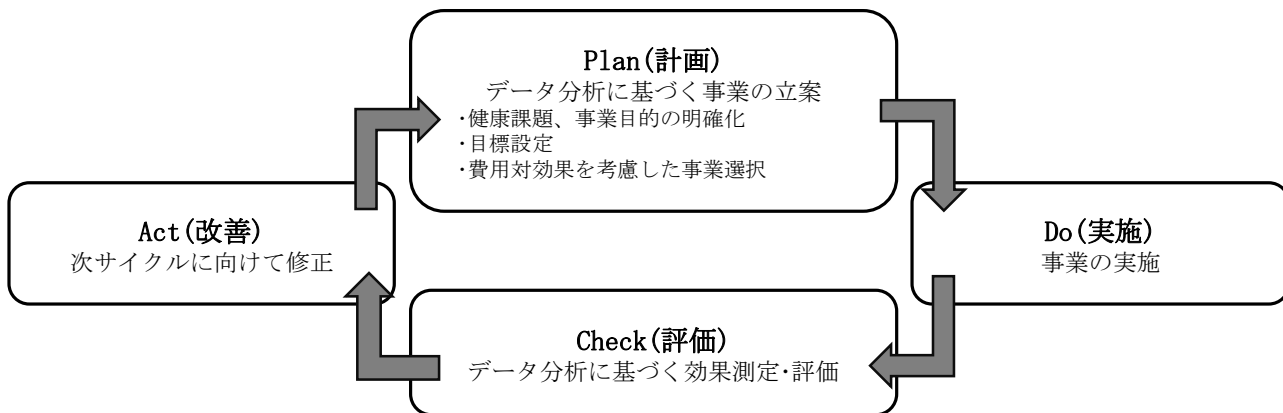 Plan(計画)
データ分析に基づく事業の立案
･健康課題、事業目的の明確化
･目標設定
･費用対効果を考慮した事業選択
Act(改善)
次サイクルに向けて修正
Do(実施)
事業の実施
Check(評価)
データ分析に基づく効果測定･評価